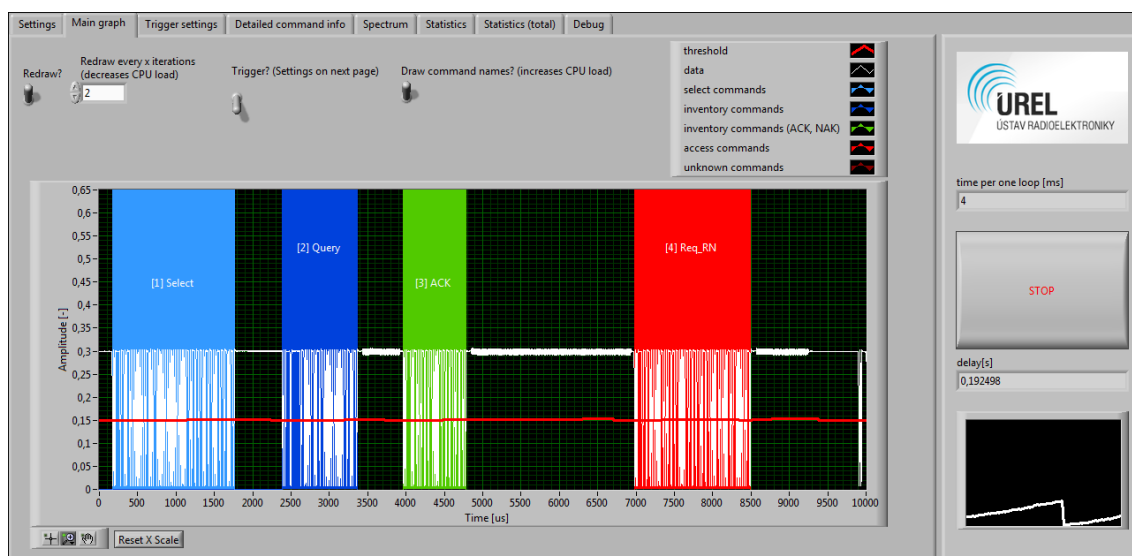 Settings
Main graph
Trigger settings
Detailed command info
Spectrum
Statistics
Statistics (total)
Debug
Redraw?
Redraw every x iterations
(decreases CPU load)
2
Trigger? (Settings on next page)
Draw command names? (increases CPU load)
threshold
data
select commands
inventory commands
inventory commands (ACK, NAK)
access commands
unknown commands
ÚREL
ÚSTAV RADIOELEKTRONIKY
time per one loop [ms]
4
STOP
delay[s]
0,192498
Amplitude [-]
0,65
0,6
0,55
0,5
0,45
0,4
0,35
0,3
0,25
0,2
0,15
0,1
0,05
0
[1] Select
[2] Query
[3] ACK
[4] Req_RN
0
500
1000
1500
2000
2500
3000
3500
4000
4500
5000
5500
6000
6500
7000
7500
8000
8500
9000
9500
10000
Time [us]
Reset X Scale